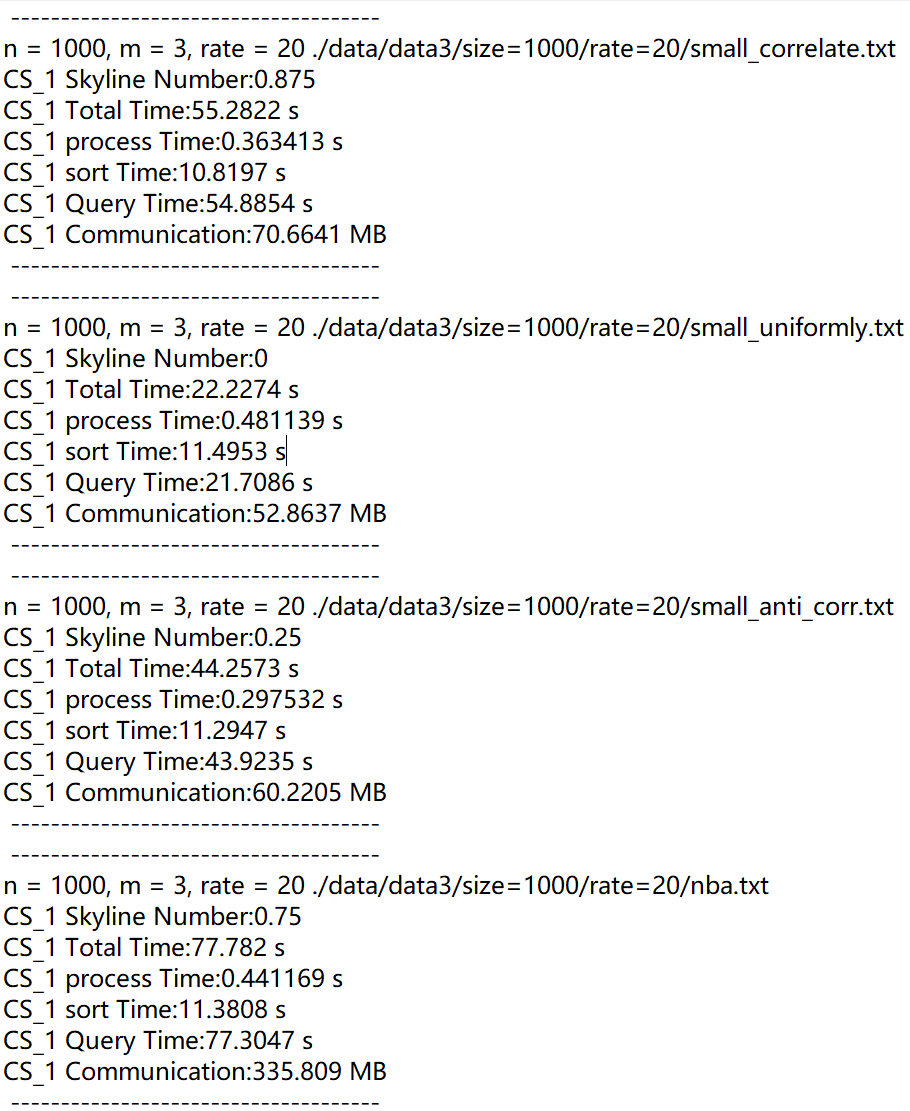 -------------------------------------
n = 1000, m = 3, rate = 20 ./data/data3/size=1000/rate=20/small_correlate.txt
CS_1 Skyline Number:0.875
CS_1 Total Time:55.2822 s
CS_1 process Time:0.363413 s
CS_1 sort Time:10.8197 s
CS_1 Query Time:54.8854 s
CS_1 Communication:70.6641 MB
-------------------------------------
-------------------------------------
n = 1000, m = 3, rate = 20 ./data/data3/size=1000/rate=20/small_uniformly.txt
CS_1 Skyline Number:0
CS_1 Total Time:22.2274 s
CS_1 process Time:0.481139 s
CS_1 sort Time:11.4953 s
CS_1 Query Time:21.7086 s
CS_1 Communication:52.8637 MB
-------------------------------------
-------------------------------------
n = 1000, m = 3, rate = 20 ./data/data3/size=1000/rate=20/small_anti_corr.txt
CS_1 Skyline Number:0.25
CS_1 Total Time:44.2573 s
CS_1 process Time:0.297532 s
CS_1 sort Time:11.2947 s
CS_1 Query Time:43.9235 s
CS_1 Communication:60.2205 MB
-------------------------------------
-------------------------------------
n = 1000, m = 3, rate = 20 ./data/data3/size=1000/rate=20/nba.txt
CS_1 Skyline Number:0.75
CS_1 Total Time:77.782 s
CS_1 process Time:0.441169 s
CS_1 sort Time:11.3808 s
CS_1 Query Time:77.3047 s
CS_1 Communication:335.809 MB
-------------------------------------